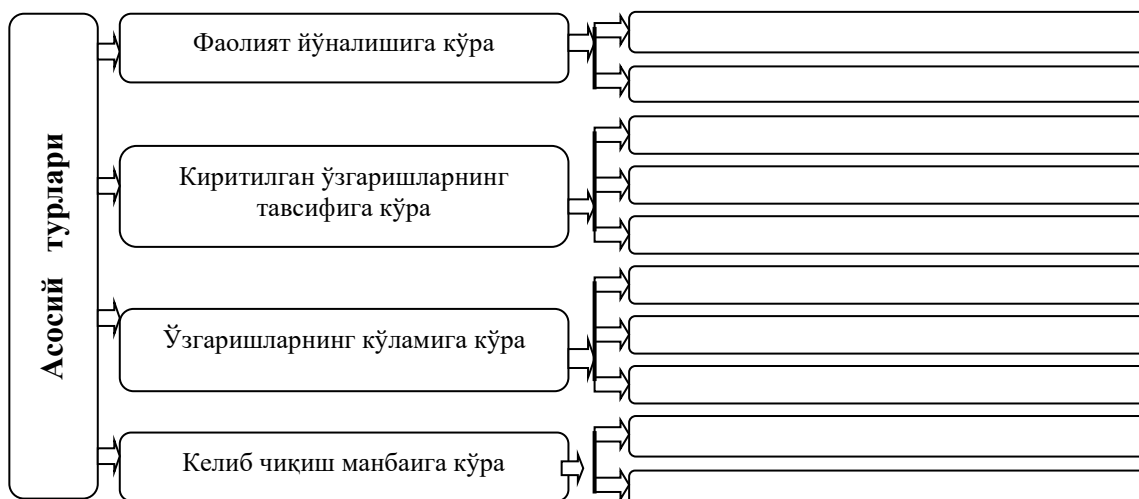 Асосий турлари
Фаолият йўналишига кўра
Киритилган ўзгаришларнинг
тавсифига кўра
Ўзгаришларнинг кўламига кўра
Келиб чиқиш манбаига кўра